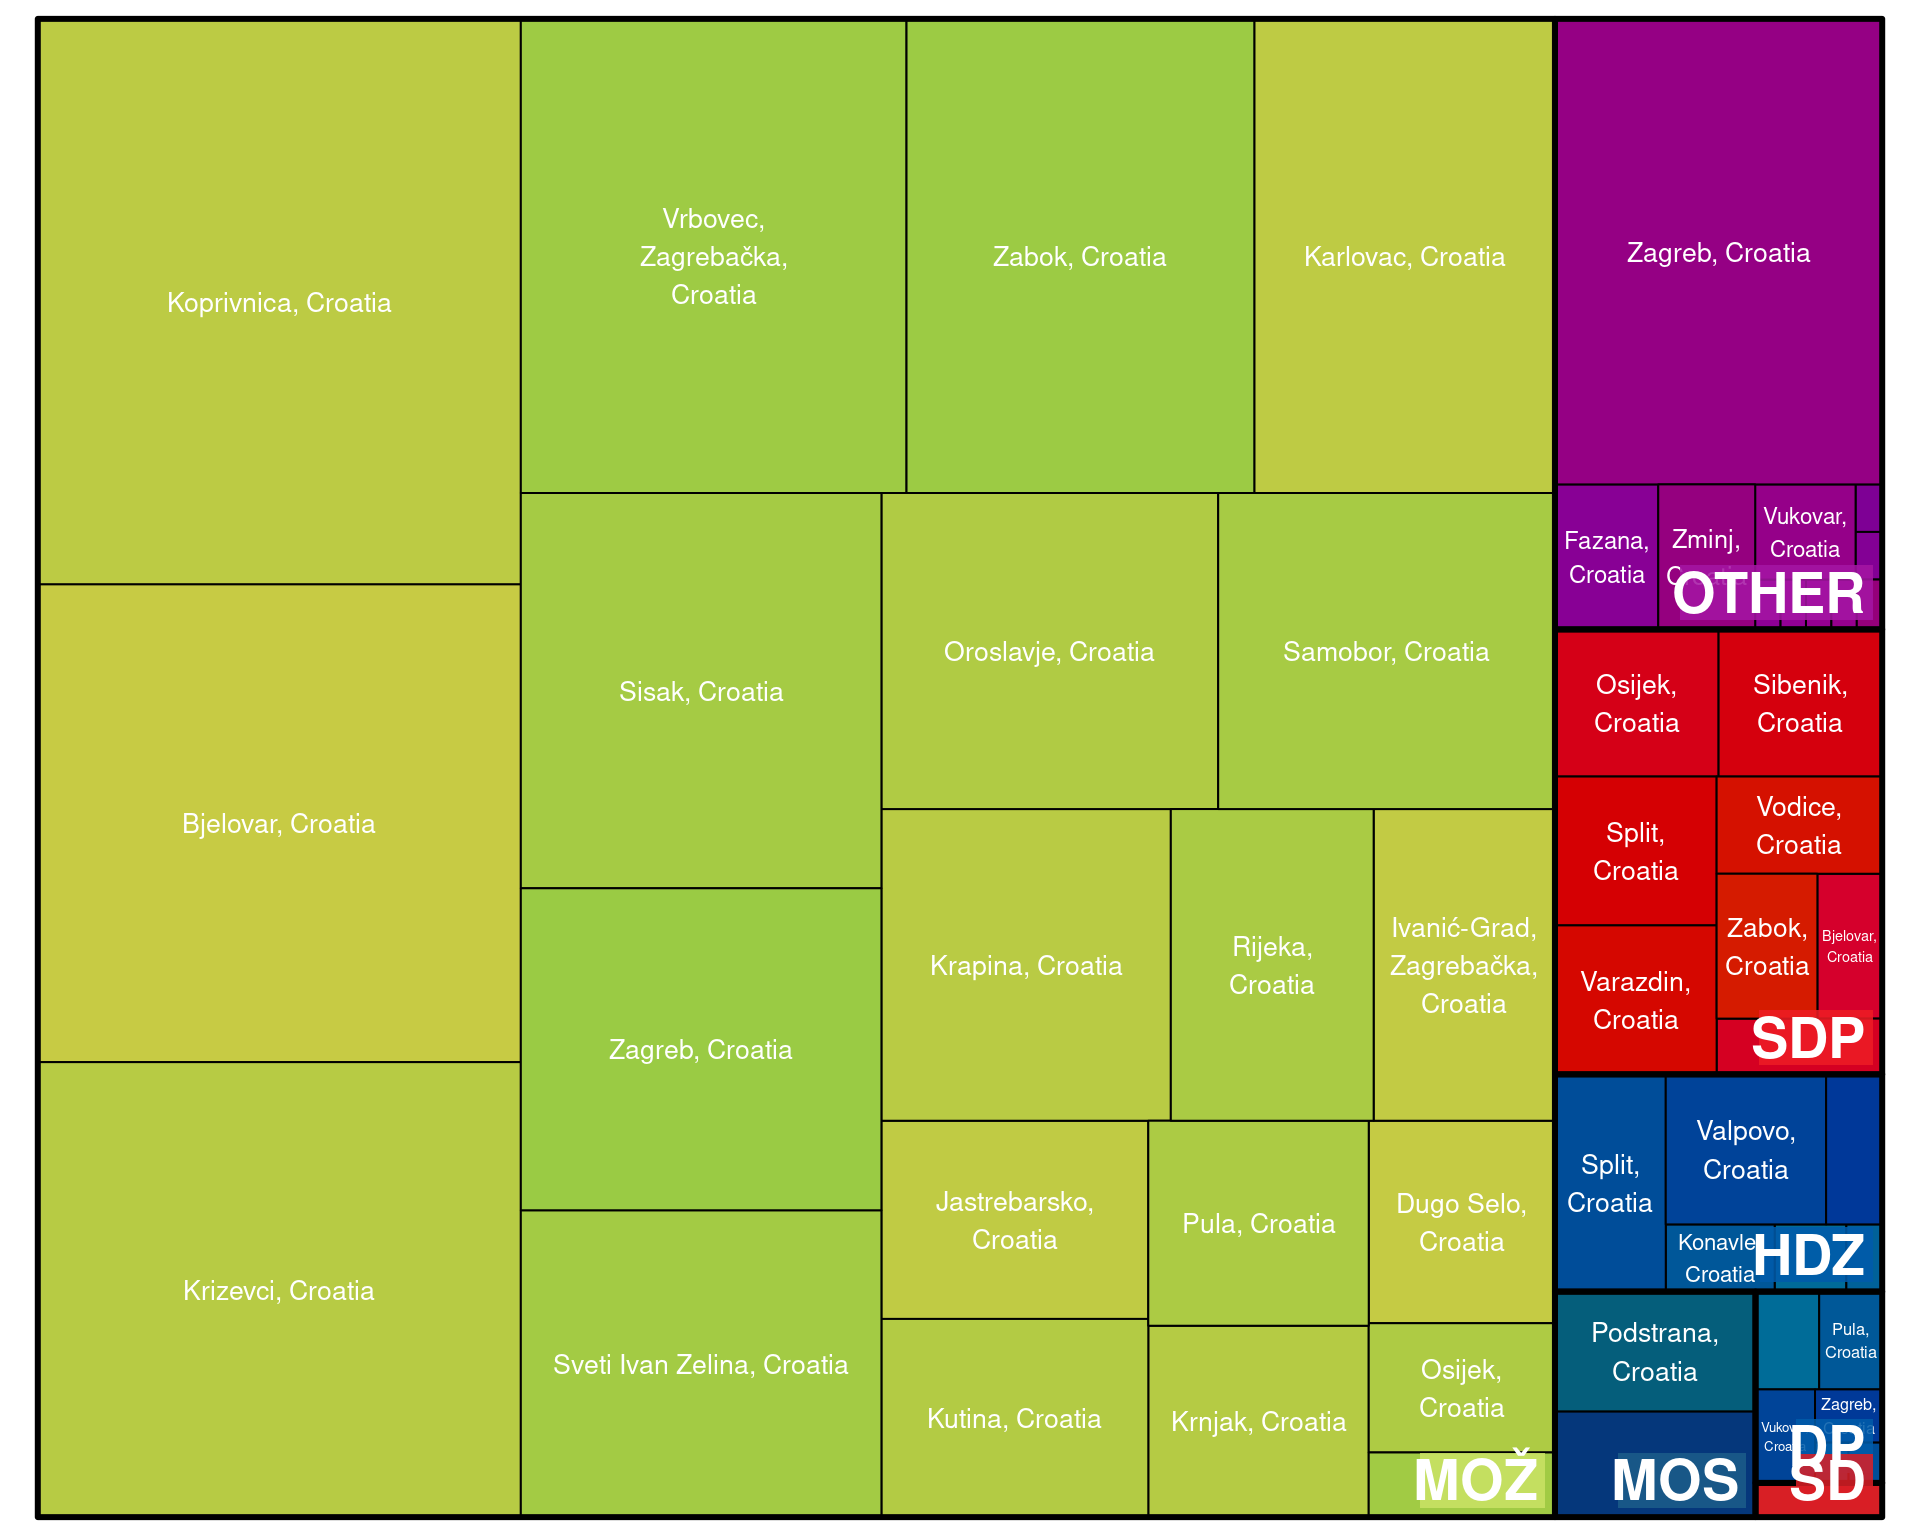 Koprivnica, Croatia
Bjelovar, Croatia
Krizevci, Croatia
Vrbovec,
Zagrebačka,
Croatia
Zabok, Croatia
Karlovac, Croatia
Sisak, Croatia
Zagreb, Croatia
Sveti Ivan Zelina, Croatia
Oroslavje, Croatia
Samobor, Croatia
Krapina, Croatia
Rijeka,
Croatia
Ivanić-Grad,
Zagrebačka,
Croatia
Jastrebarsko,
Croatia
Pula, Croatia
Dugo Selo,
Croatia
Kutina, Croatia
Krnjak, Croatia
Osijek,
Croatia
MOŽ
Zagreb, Croatia
Fazana,
Croatia
Zminj,
Croatia
Vukovar,
Croatia
OTHER
Osijek,
Croatia
Sibenik,
Croatia
Split,
Croatia
Vodice,
Croatia
Varazdin,
Croatia
Zabok,
Croatia
Bjelovar,
Croatia
SDP
Split,
Croatia
Valpovo,
Croatia
Konavle
Croatia
HDZ
Podstrana,
Croatia
MOS
Pula,
Croatia
Zagreb,
Croatia
DP
SD